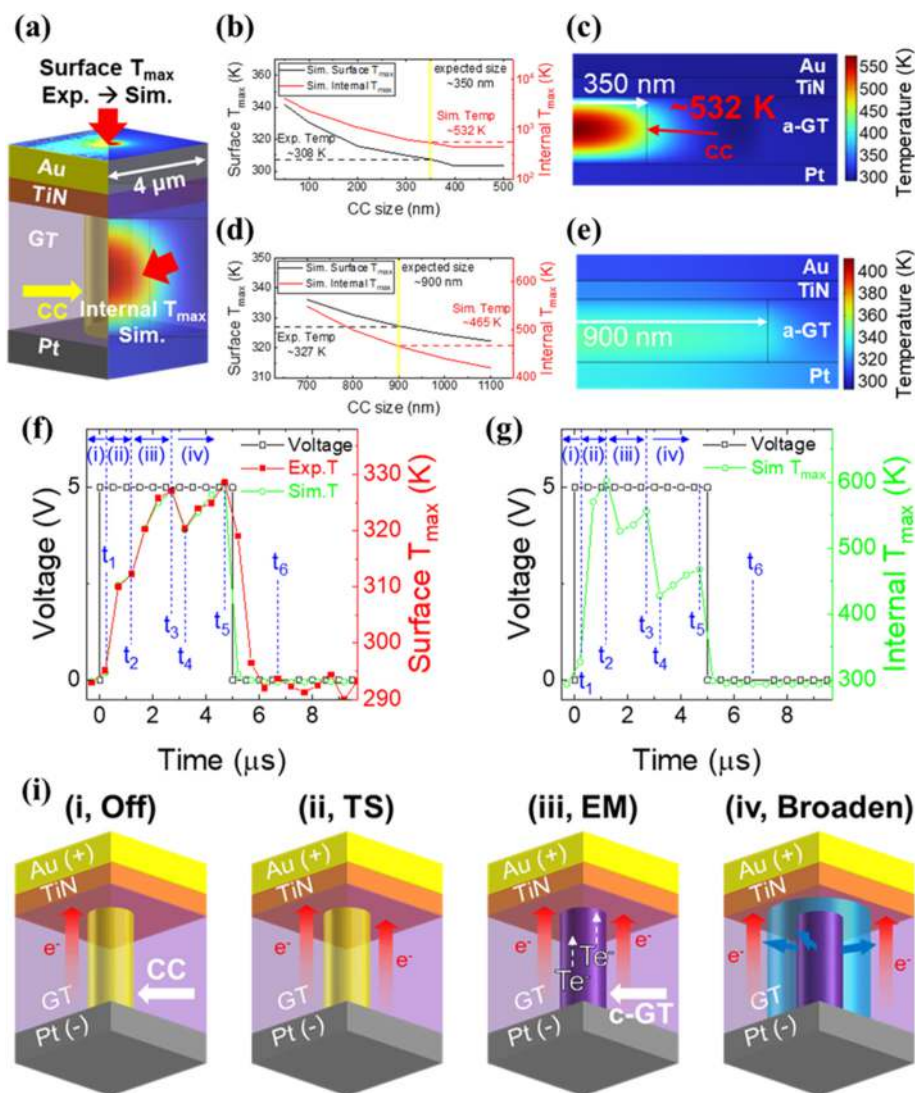 (a)
Surface Tmax
Exp. → Sim.
Au
TiN
GT
CC
Pt
4 μm
Internal Tmax
Sim.
(b)
Surface Tmax (K)
370
360
350
340
330
320
310
300
Sim. Surface Tmax
Sim. Internal Tmax
expected size
~350 nm
Exp. Temp
~308 K
Sim. Temp
~532 K
100 200 300 400 500
CC size (nm)
10⁴
10³
10²
Internal Tmax (K)
(c)
350 nm
~532 K
CC
Au
TiN
a-GT
Pt
550
500
450
400
350
300
Temperature (K)
(d)
Surface Tmax (K)
350
340
330
320
310
Sim. Surface Tmax
Sim. Internal Tmax
expected size
~900 nm
Exp. Temp
~327 K
Sim. Temp
~465 K
700 800 900 1000 1100
CC size (nm)
600
500
400
Internal Tmax (K)
(e)
900 nm
Au
TiN
a-GT
Pt
400
380
360
340
320
300
Temperature (K)
(f)
(i) (ii) (iii) (iv)
Voltage
Exp.T
Sim.T
Voltage (V)
5
0
t1
t2
t3
t4
t5
t6
0 2 4 6 8
Time (μs)
330
320
310
300
295
290
Surface Tmax (K)
(g)
(i) (ii) (iii) (iv)
Voltage
Sim Tmax
Voltage (V)
5
0
t1
t2
t3
t4
t5
t6
0 2 4 6 8
Time (μs)
600
500
400
300
Internal Tmax (K)
(i)
(i, Off)
(ii, TS)
(iii, EM)
(iv, Broaden)
Au (+)
TiN
e-
CC
GT
e-
Pt (-)
Au (+)
TiN
e-
GT
e-
Pt (-)
Au (+)
TiN
e-
Te-
Te-
e-
GT
c-GT
Pt (-)
Au (+)
TiN
e-
e-
GT
Pt (-)